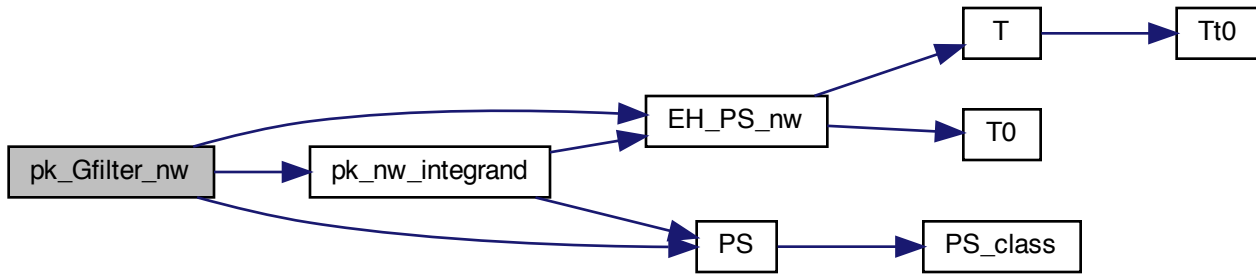 pk_Gfilter_nw
pk_nw_integrand
EH_PS_nw
PS
T
T0
PS_class
Tt0